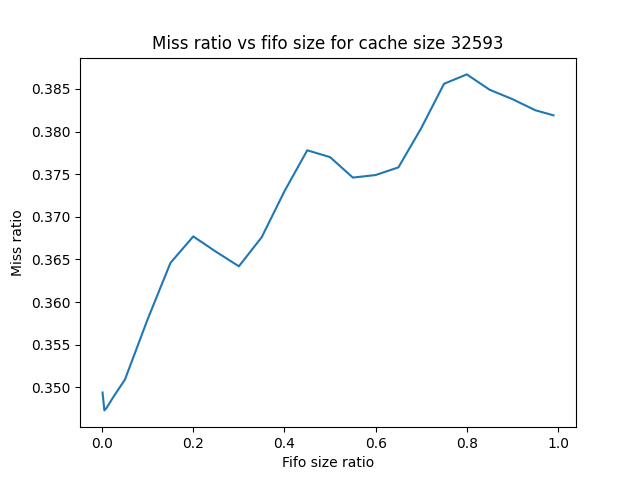 Miss ratio vs fifo size for cache size 32593
0.385
0.380
0.375
0.370
0.365
0.360
0.355
0.350
Miss ratio
0.0 0.2 0.4 0.6 0.8 1.0
Fifo size ratio